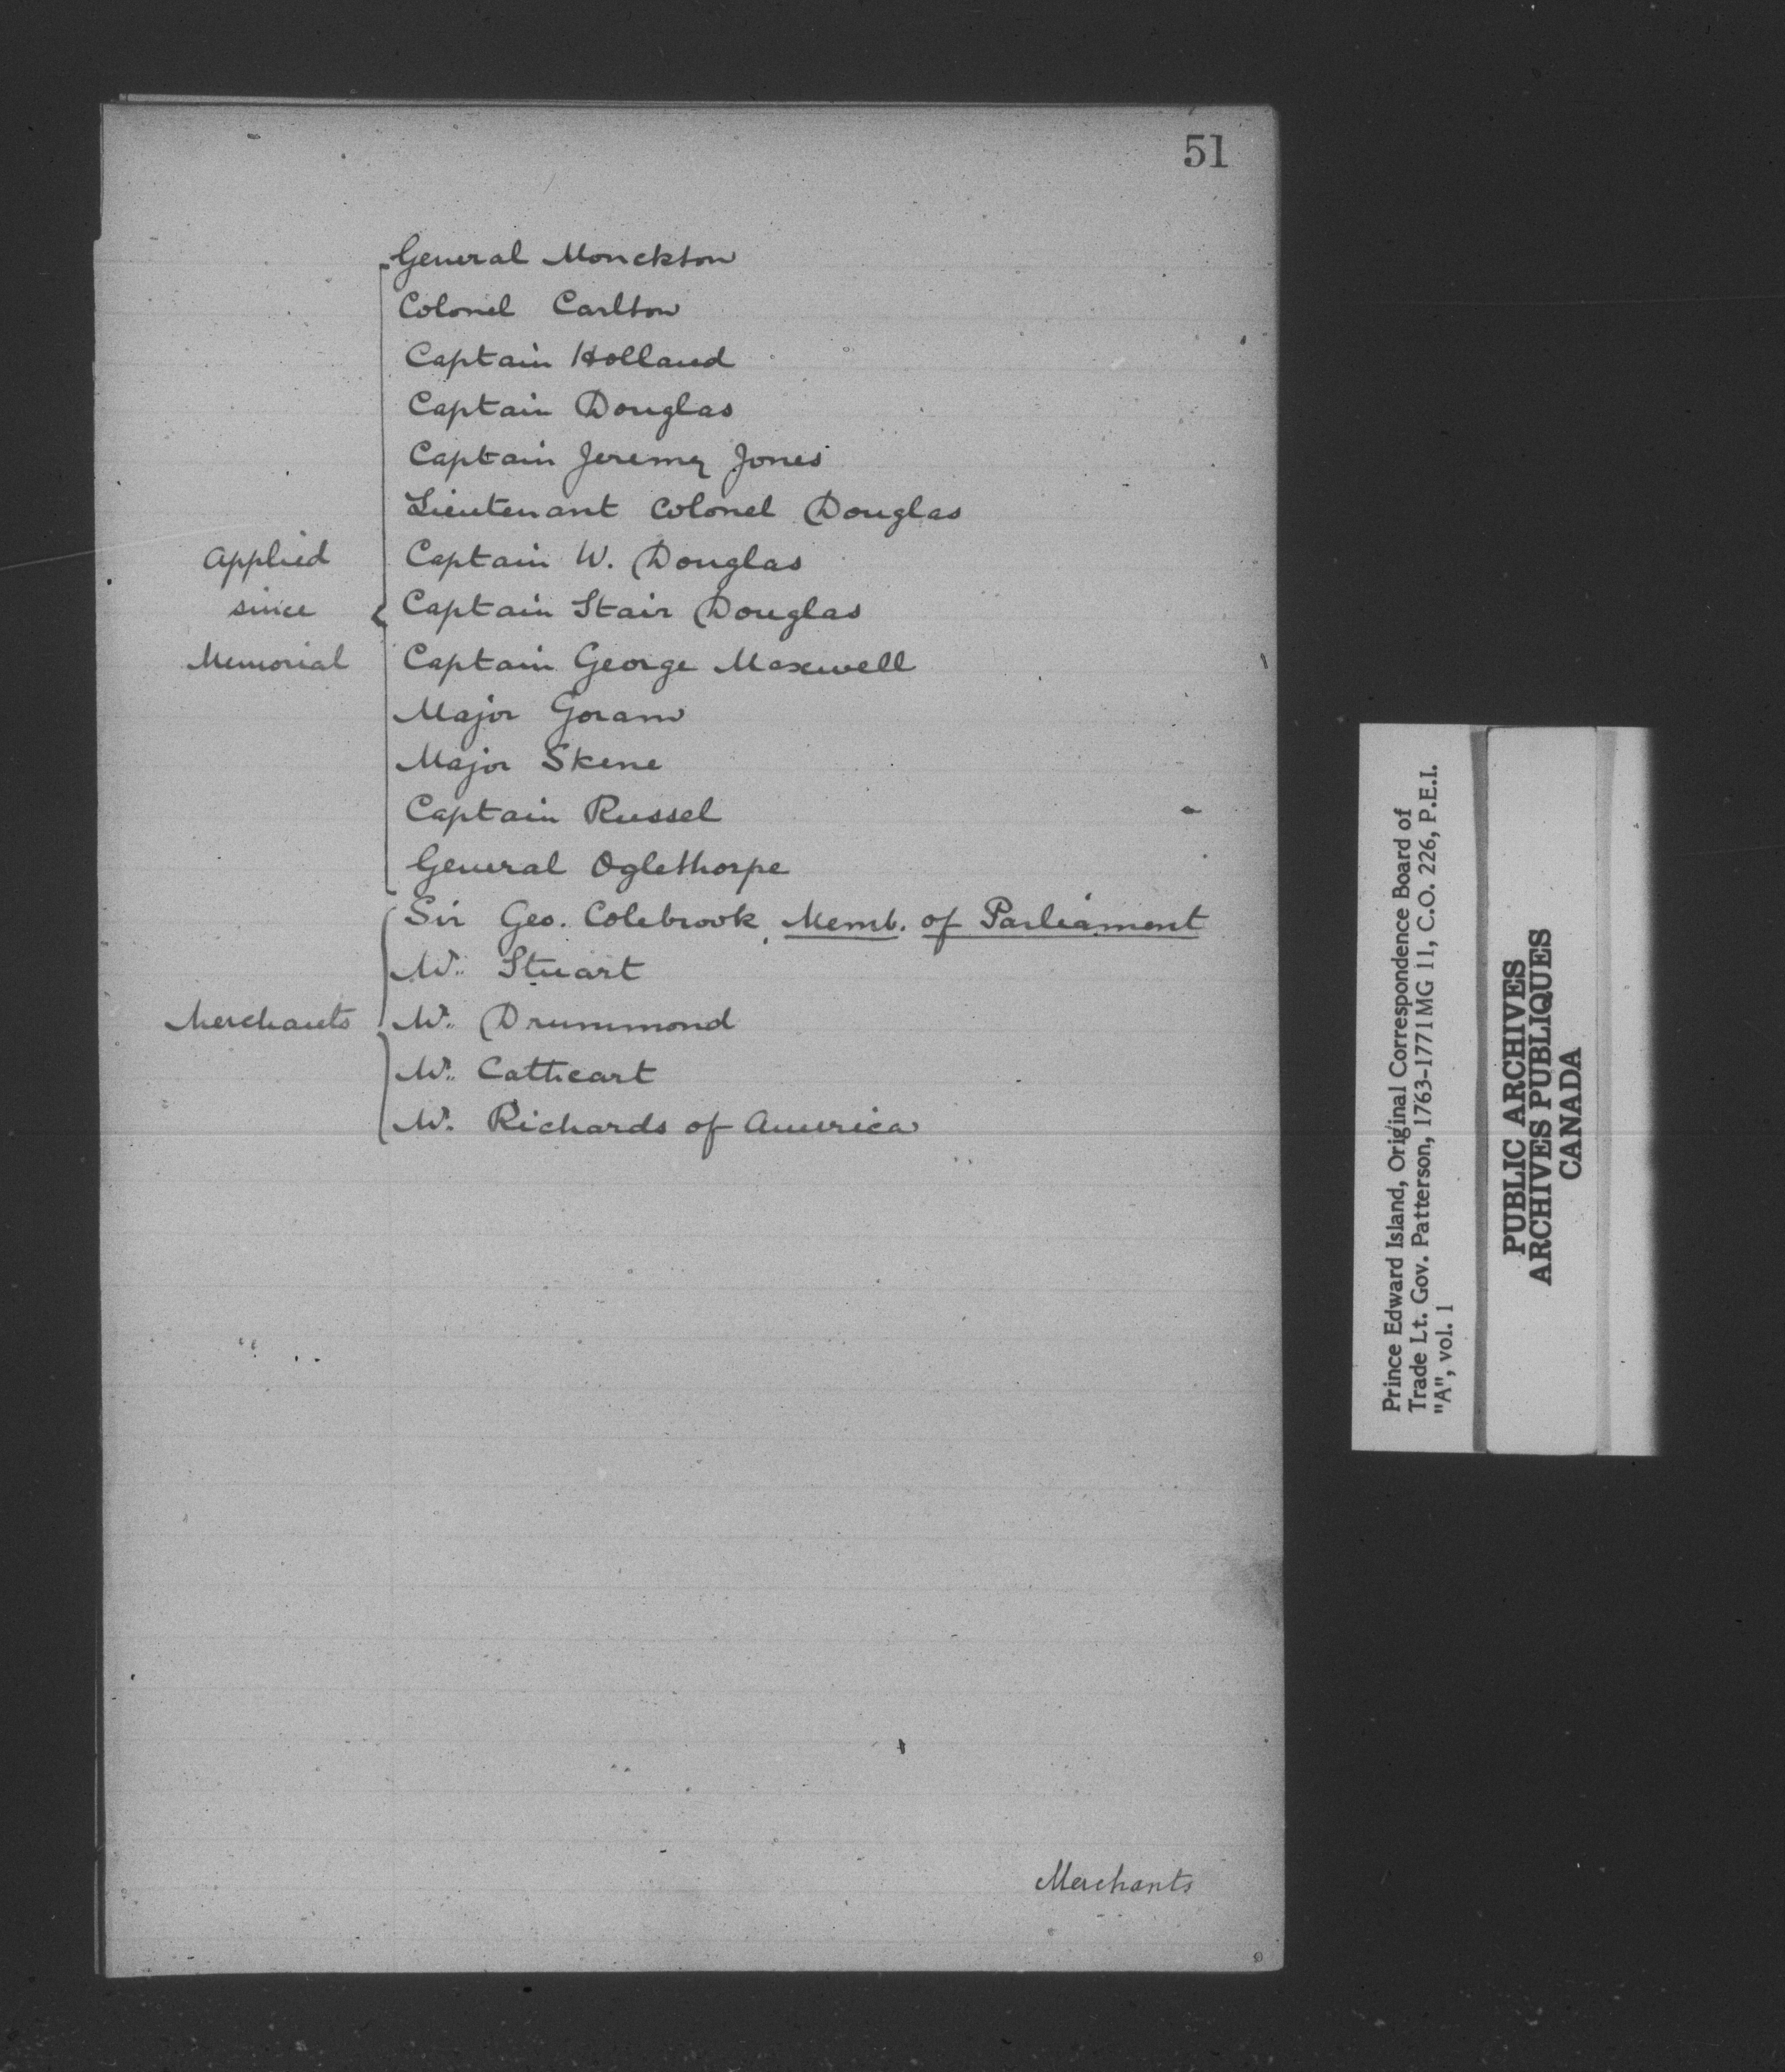 51
General Monckton
Colonel Carlton
Captain Holland
Captain Douglas
Captain Jeremy Jones
Lieutenant Colonel Douglas
Applied Captain W. Douglas
since Captain Stair Douglas
Memorial Captain George Maxwell
Major Goram
Major Skene
Captain Russel
General Oglethorpe
Sir Geo. Colebrook, Memb. of Parliament
Mr. Stuart
Merchants Mr. Drummond
Mr. Cathcart
Mr. Richards of America
Merchants
Prince Edward Island, Original Correspondence Board of
Trade Lt. Gov. Patterson, 1763-1771 MG 11, C.O. 226, P.E.I.
"A", vol. 1
PUBLIC ARCHIVES
ARCHIVES PUBLIQUES
CANADA